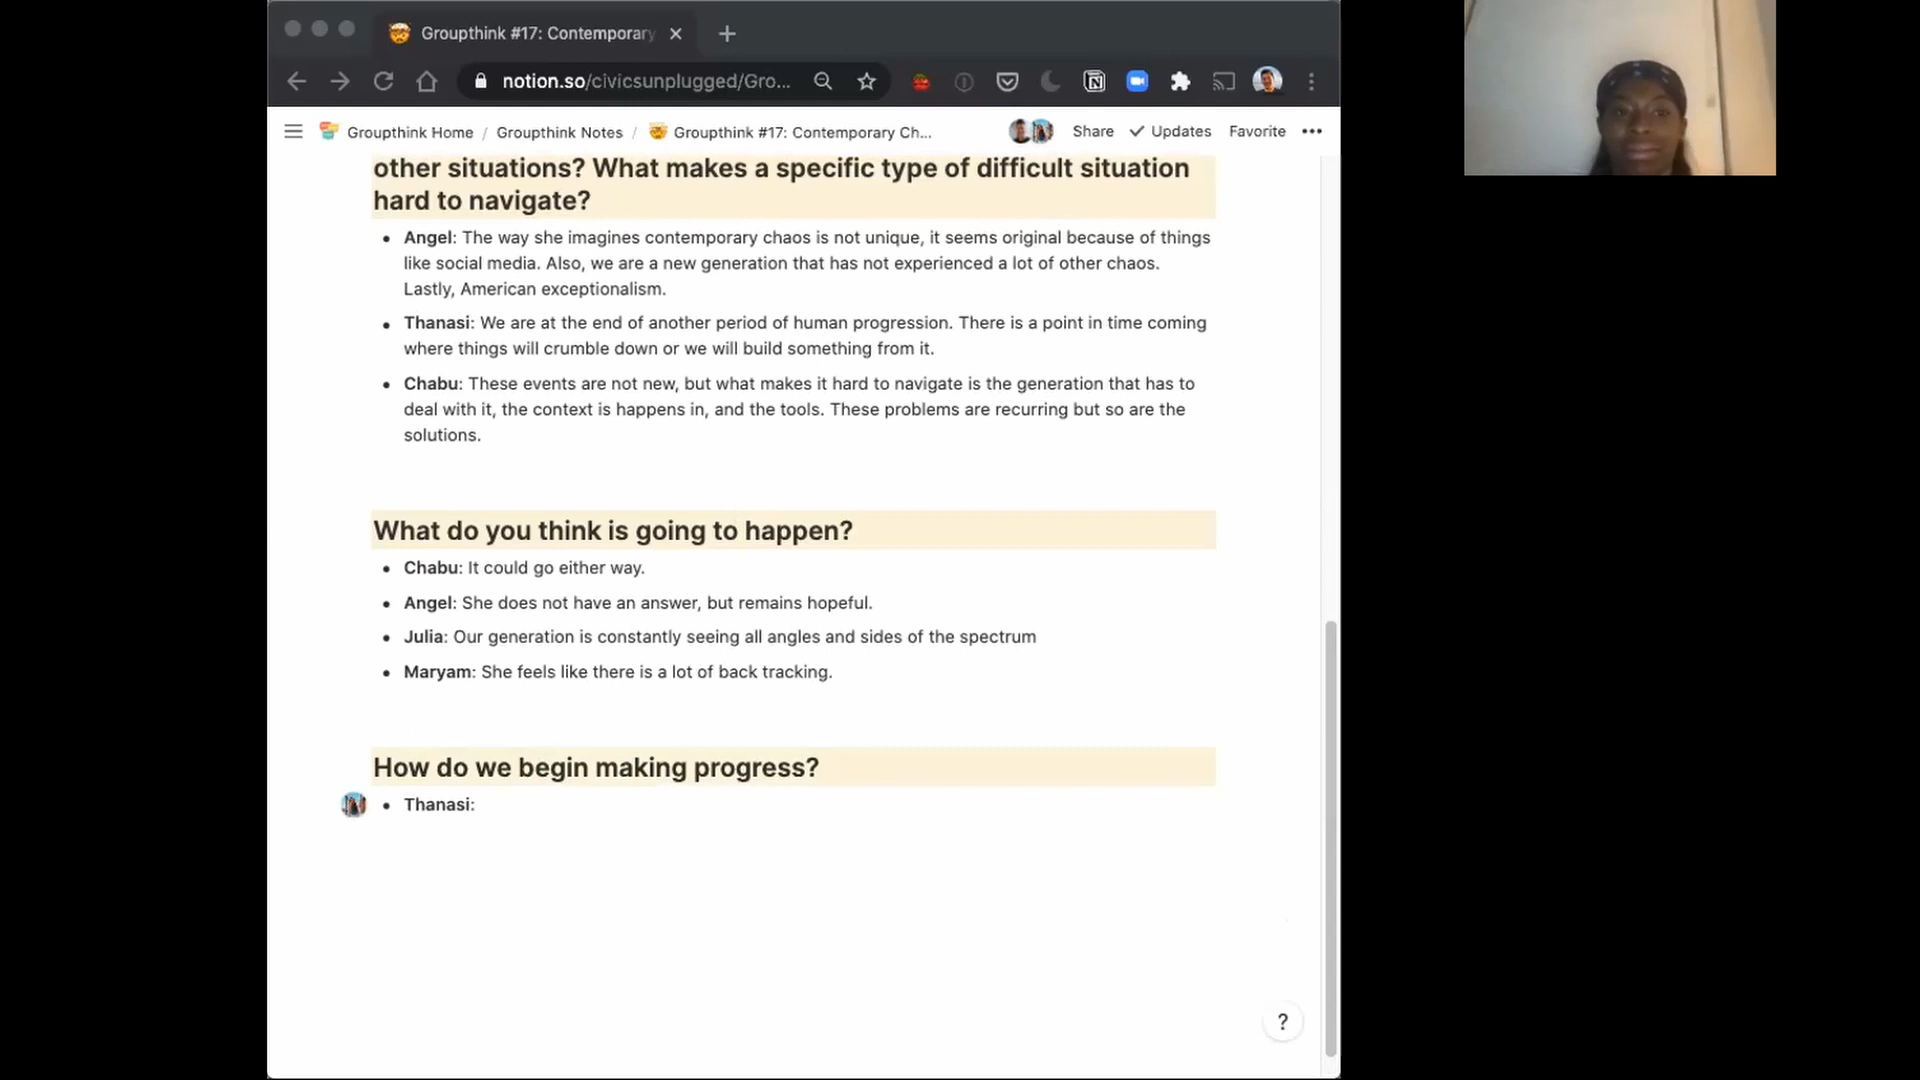 Groupthink #17: Contemporary
notion.so/civicsunplugged/Gro...
Groupthink Home / Groupthink Notes / Groupthink #17: Contemporary Ch...
Share Updates Favorite
other situations? What makes a specific type of difficult situation
hard to navigate?
• Angel: The way she imagines contemporary chaos is not unique, it seems original because of things
like social media. Also, we are a new generation that has not experienced a lot of other chaos.
Lastly, American exceptionalism.
• Thanasi: We are at the end of another period of human progression. There is a point in time coming
where things will crumble down or we will build something from it.
• Chabu: These events are not new, but what makes it hard to navigate is the generation that has to
deal with it, the context is happens in, and the tools. These problems are recurring but so are the
solutions.
What do you think is going to happen?
• Chabu: It could go either way.
• Angel: She does not have an answer, but remains hopeful.
• Julia: Our generation is constantly seeing all angles and sides of the spectrum
• Maryam: She feels like there is a lot of back tracking.
How do we begin making progress?
• Thanasi:
?